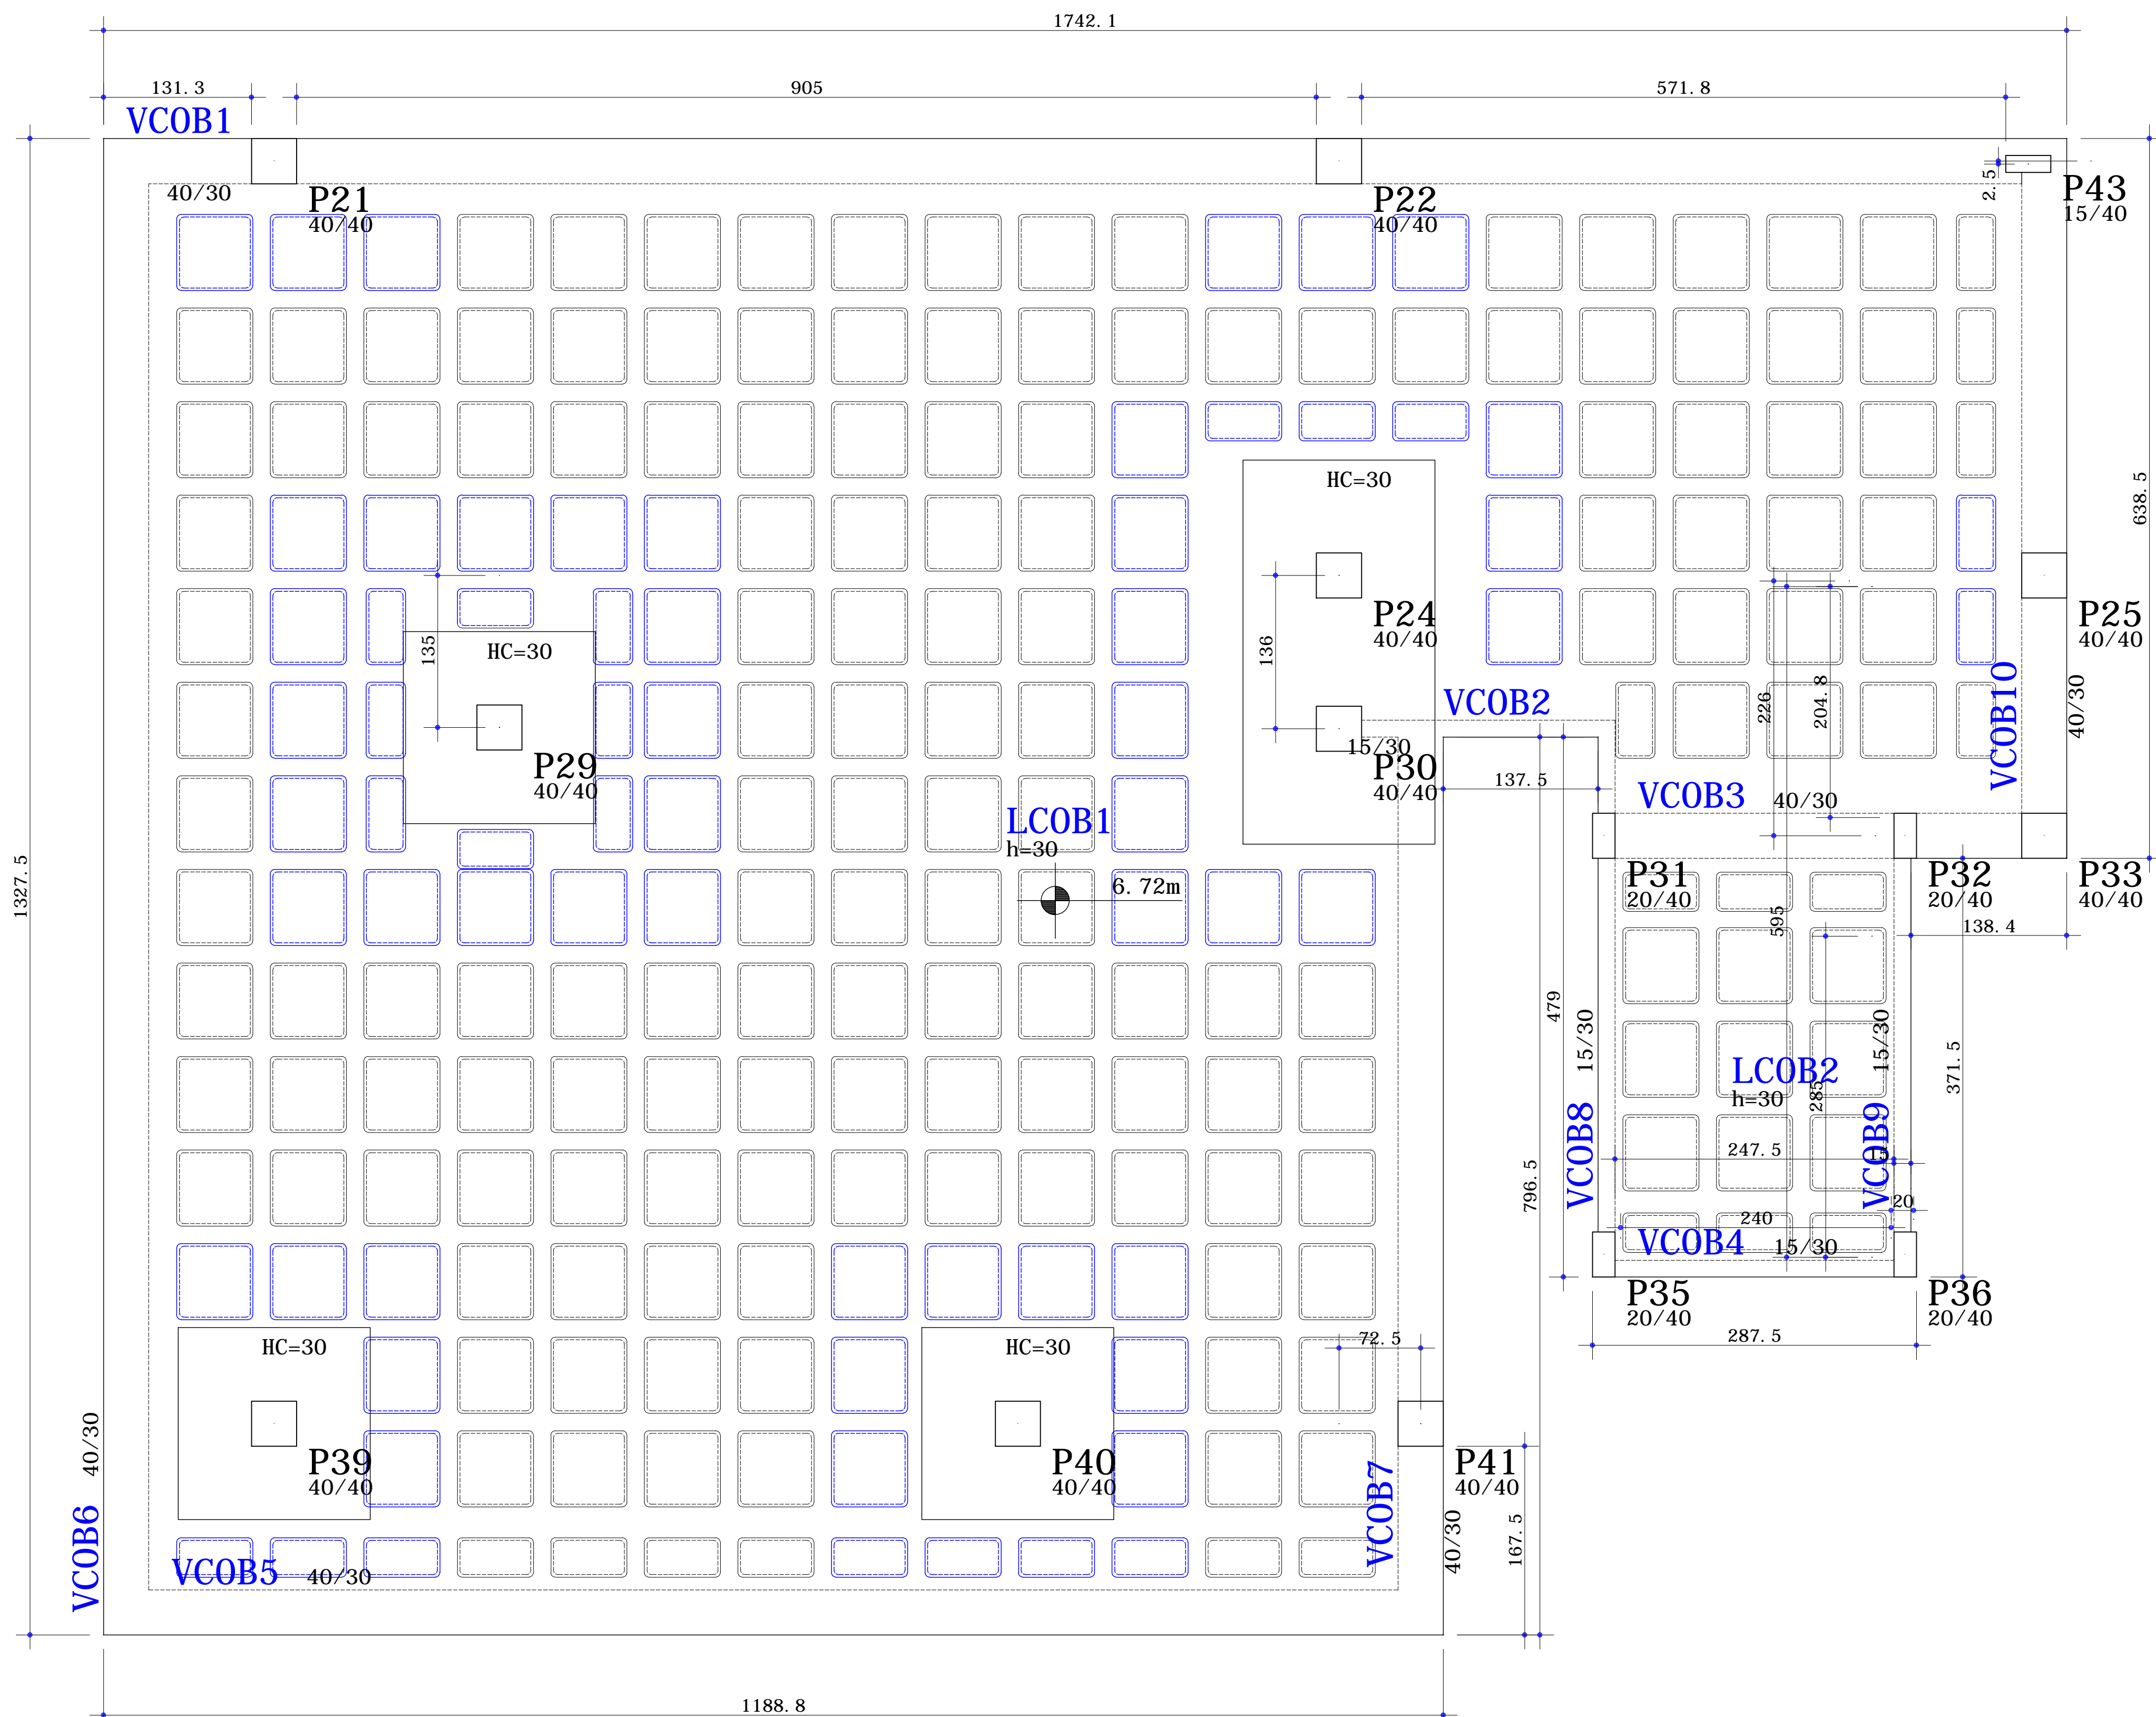 1742. 1
131. 3
905
571. 8
VCOB1
40/30
P21
40/40
P22
40/40
2. 5
P43
15/40
HC=30
638. 5
135
HC=30
P24
40/40
136
P25
40/40
VCOB10
40/30
226
204. 8
VCOB2
15/30
P29
40/40
P30
40/40
137. 5
VCOB3
40/30
LCOB1
h=30
6. 72m
1327. 5
P31
20/40
P32
20/40
P33
40/40
595
138. 4
479
15/30
15/30
371. 5
LCOB2
h=30
285
VCOB8
VCOB9
247. 5
15
796. 5
20
240
VCOB4
15/30
P35
20/40
P36
20/40
287. 5
HC=30
HC=30
72. 5
40/30
P39
40/40
P40
40/40
P41
40/40
VCOB7
40/30
167. 5
VCOB6
VCOB5
40/30
1188. 8